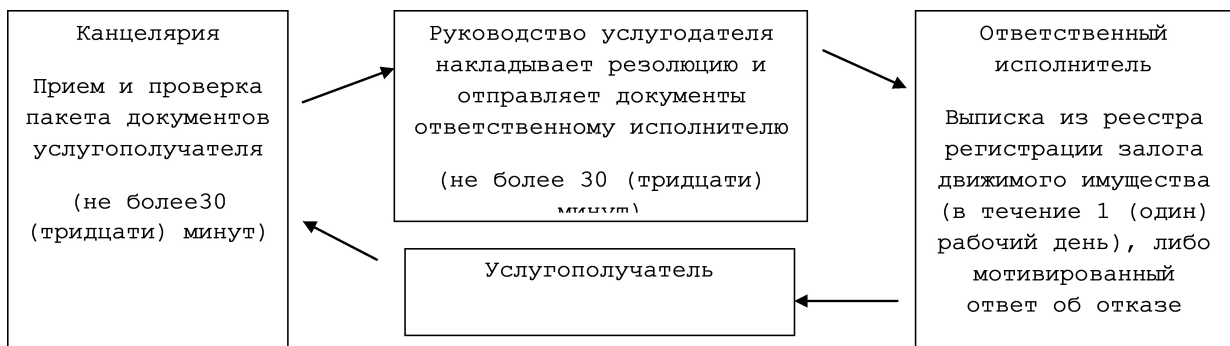 Канцелярия
Прием и проверка
пакета документов
услугополучателя
(не более30
(тридцати) минут)
Руководство услугодателя
накладывает резолюцию и
отправляет документы
ответственному исполнителю
(не более 30 (тридцати)
минут)
Ответственный
исполнитель
Выписка из реестра
регистрации залога
движимого имущества
(в течение 1 (один)
рабочий день), либо
мотивированный
ответ об отказе
Услугополучатель